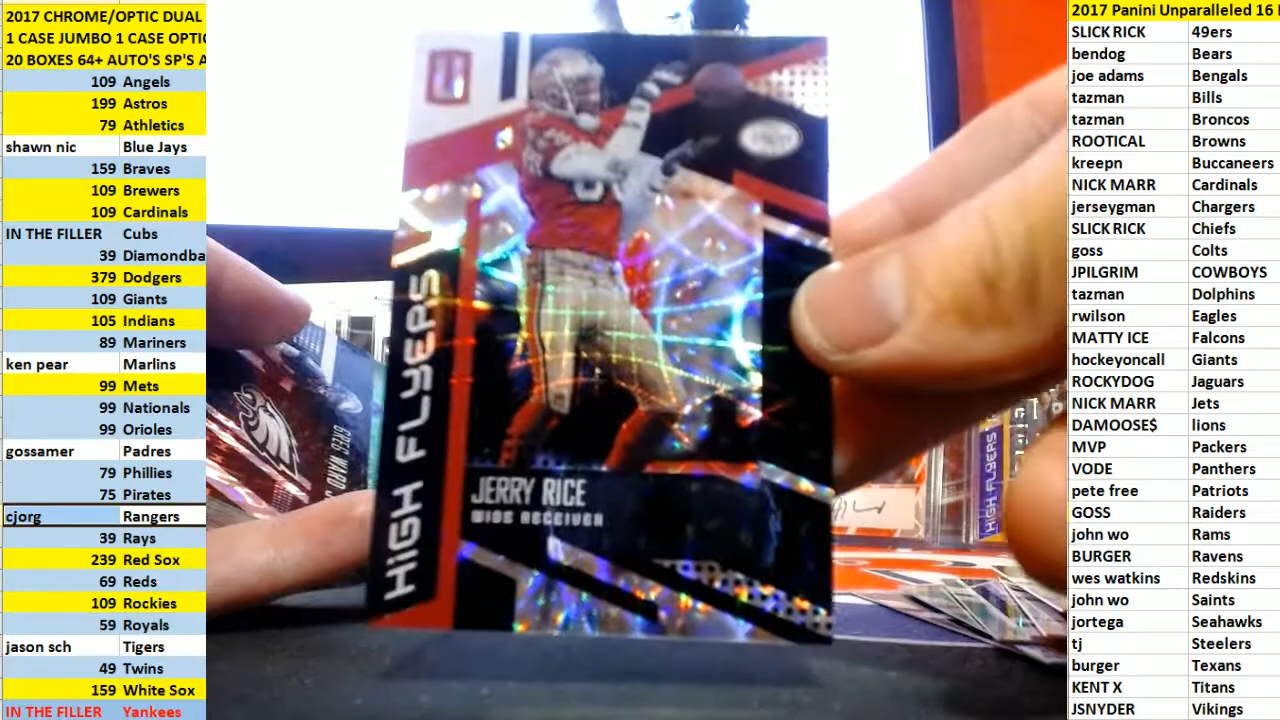 2017 CHROME/OPTIC DUAL
1 CASE JUMBO 1 CASE OPTIC
20 BOXES 64+ AUTO'S SP'S A
109 Angels
199 Astros
79 Athletics
shawn nic Blue Jays
159 Braves
109 Brewers
109 Cardinals
IN THE FILLER Cubs
39 Diamondba
379 Dodgers
109 Giants
105 Indians
89 Mariners
ken pear Marlins
99 Mets
99 Nationals
99 Orioles
gossamer Padres
79 Phillies
75 Pirates
cjorg Rangers
39 Rays
239 Red Sox
69 Reds
109 Rockies
59 Royals
jason sch Tigers
49 Twins
159 White Sox
IN THE FILLER Yankees
HIGH FLYERS
JERRY RICE
WIDE RECEIVER
GREG WARD
HIGH FLYERS
2017 Panini Unparalleled 16
SLICK RICK 49ers
bendog Bears
joe adams Bengals
tazman Bills
tazman Broncos
ROOTICAL Browns
kreepn Buccaneers
NICK MARR Cardinals
jerseygman Chargers
SLICK RICK Chiefs
goss Colts
JPILGRIM COWBOYS
tazman Dolphins
rwilson Eagles
MATTY ICE Falcons
hockeyoncall Giants
ROCKYDOG Jaguars
NICK MARR Jets
DAMOOSE$ lions
MVP Packers
VODE Panthers
pete free Patriots
GOSS Raiders
john wo Rams
BURGER Ravens
wes watkins Redskins
john wo Saints
jortega Seahawks
tj Steelers
burger Texans
KENT X Titans
JSNYDER Vikings